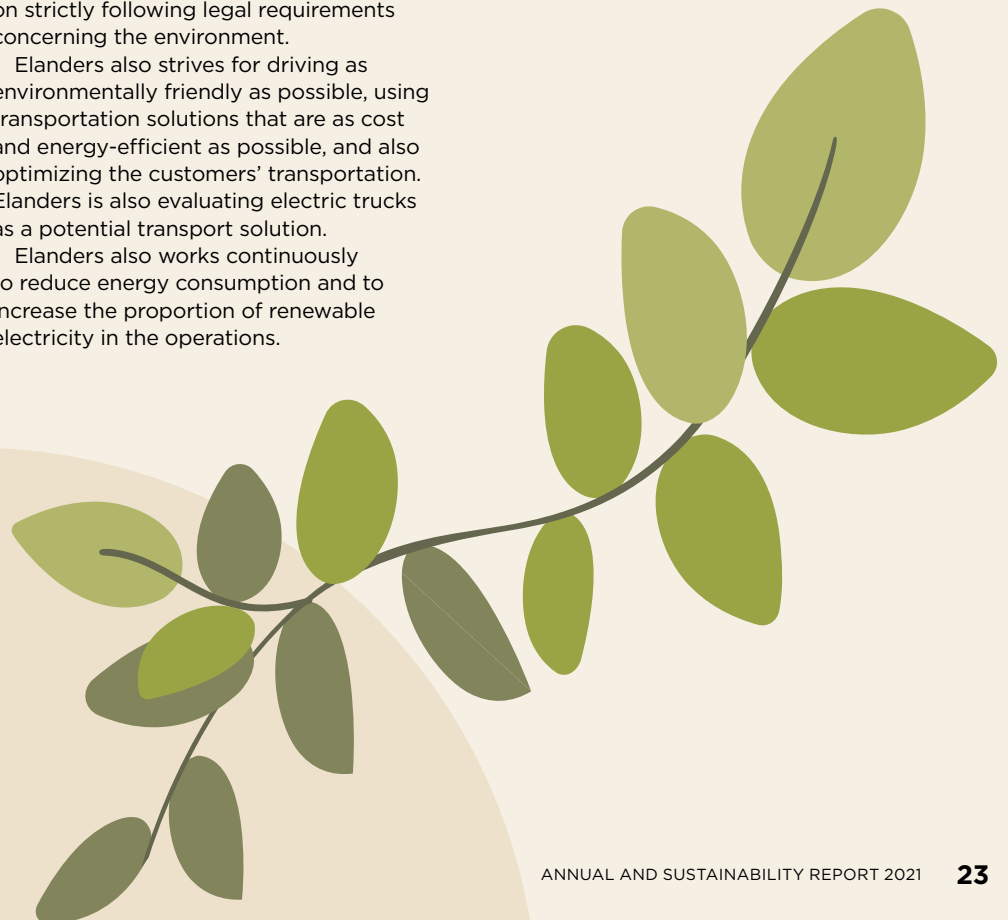 on strictly following legal requirements
concerning the environment.
Elanders also strives for driving as
environmentally friendly as possible, using
transportation solutions that are as cost
and energy-efficient as possible, and also
optimizing the customers’ transportation.
Elanders is also evaluating electric trucks
as a potential transport solution.
Elanders also works continuously
to reduce energy consumption and to
increase the proportion of renewable
electricity in the operations.
ANNUAL AND SUSTAINABILITY REPORT 2021 23